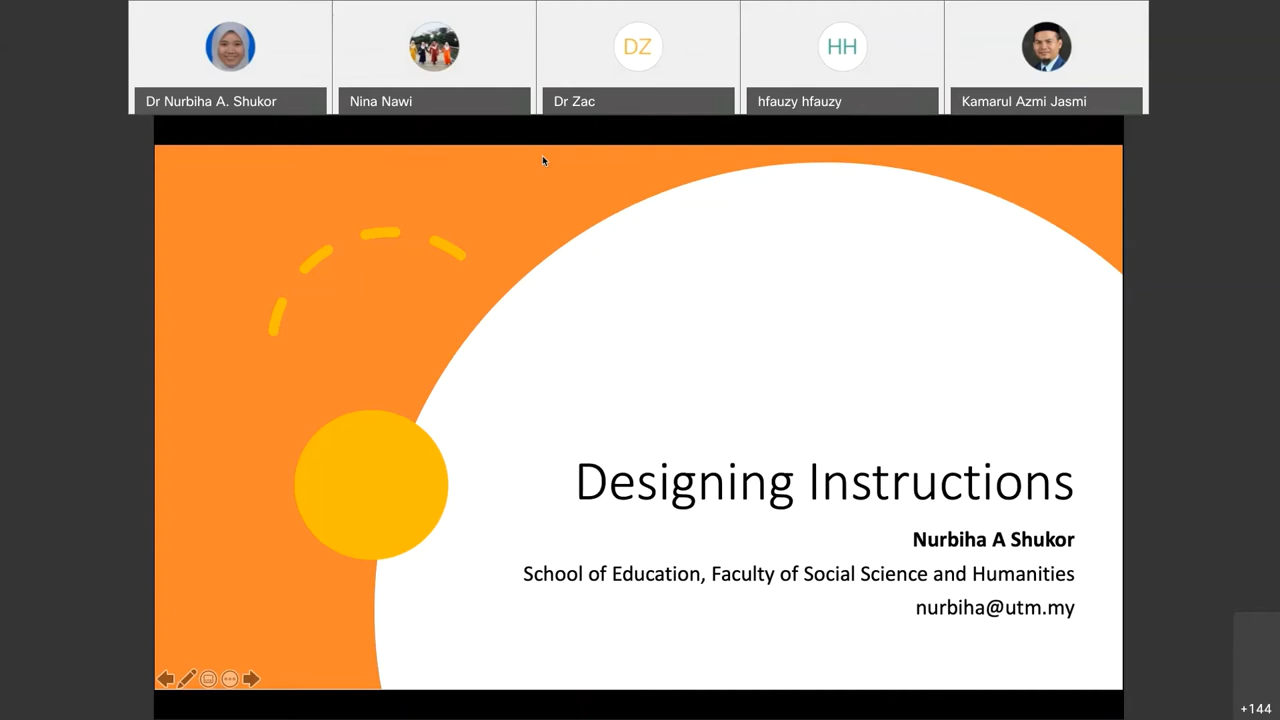 Dr Nurbiha A. Shukor
Nina Nawi
DZ
Dr Zac
HH
hfauzy hfauzy
Kamarul Azmi Jasmi
Designing Instructions
Nurbiha A Shukor
School of Education, Faculty of Social Science and Humanities
nurbiha@utm.my
+144